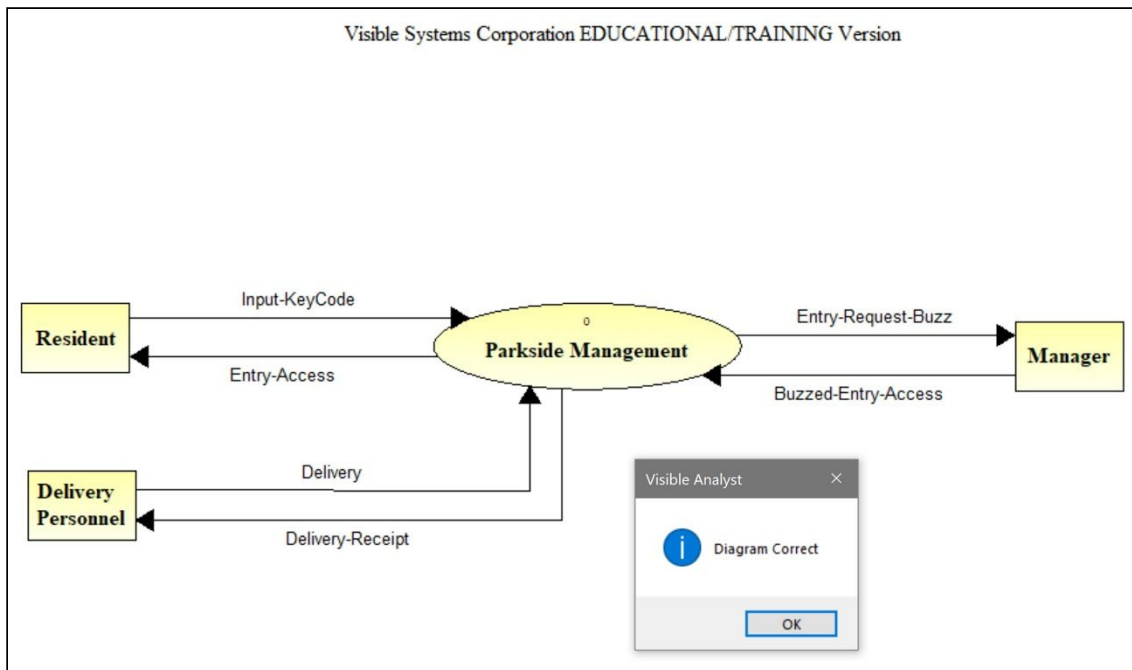 Visible Systems Corporation EDUCATIONAL/TRAINING Version
Input-KeyCode
0
Entry-Request-Buzz
Resident
Parkside Management
Manager
Entry-Access
Buzzed-Entry-Access
Delivery
Delivery
Personnel
Delivery-Receipt
Visible Analyst
Diagram Correct
OK